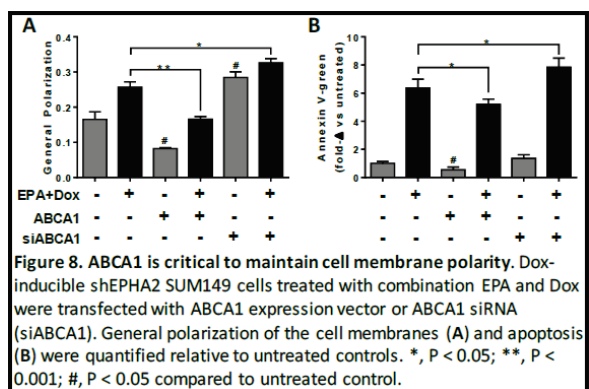 A
B
General Polarization
0.4
0.3
0.2
0.1
0.0
#
#
**
*
Annexin V-green
(fold-Δ vs untreated)
10
8
6
4
2
0
#
*
*
EPA+Dox - + - + - + - + - + - +
ABCA1 - - + + - - - - + + - -
siABCA1 - - - - + + - - - - + +
Figure 8. ABCA1 is critical to maintain cell membrane polarity. Dox-
inducible shEPHA2 SUM149 cells treated with combination EPA and Dox
were transfected with ABCA1 expression vector or ABCA1 siRNA
(siABCA1). General polarization of the cell membranes (A) and apoptosis
(B) were quantified relative to untreated controls. *, P < 0.05; **, P <
0.001; #, P < 0.05 compared to untreated control.